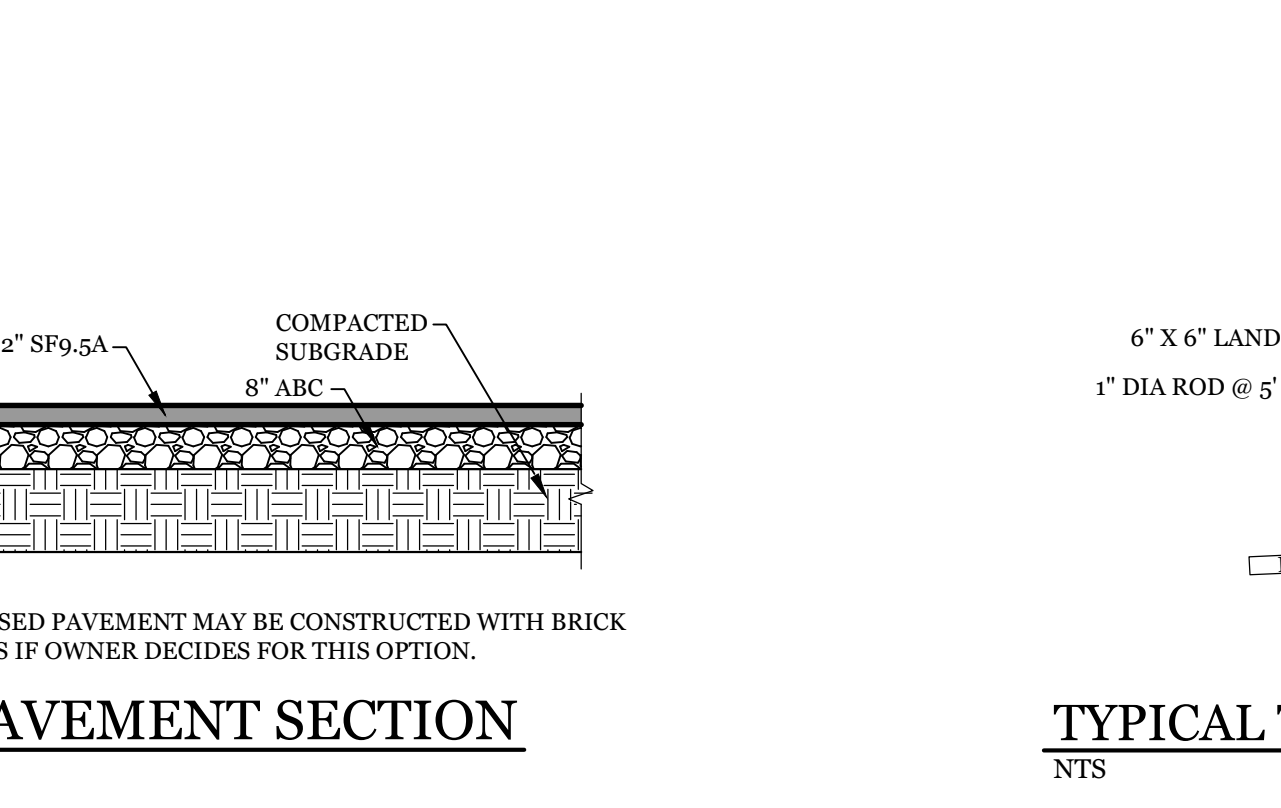 COMPACTED
SUBGRADE
2" SF9.5A
8" ABC
SED PAVEMENT MAY BE CONSTRUCTED WITH BRICK
S IF OWNER DECIDES FOR THIS OPTION.
AVEMENT SECTION
6" X 6" LAND
1" DIA ROD @ 5'
TYPICAL
NTS